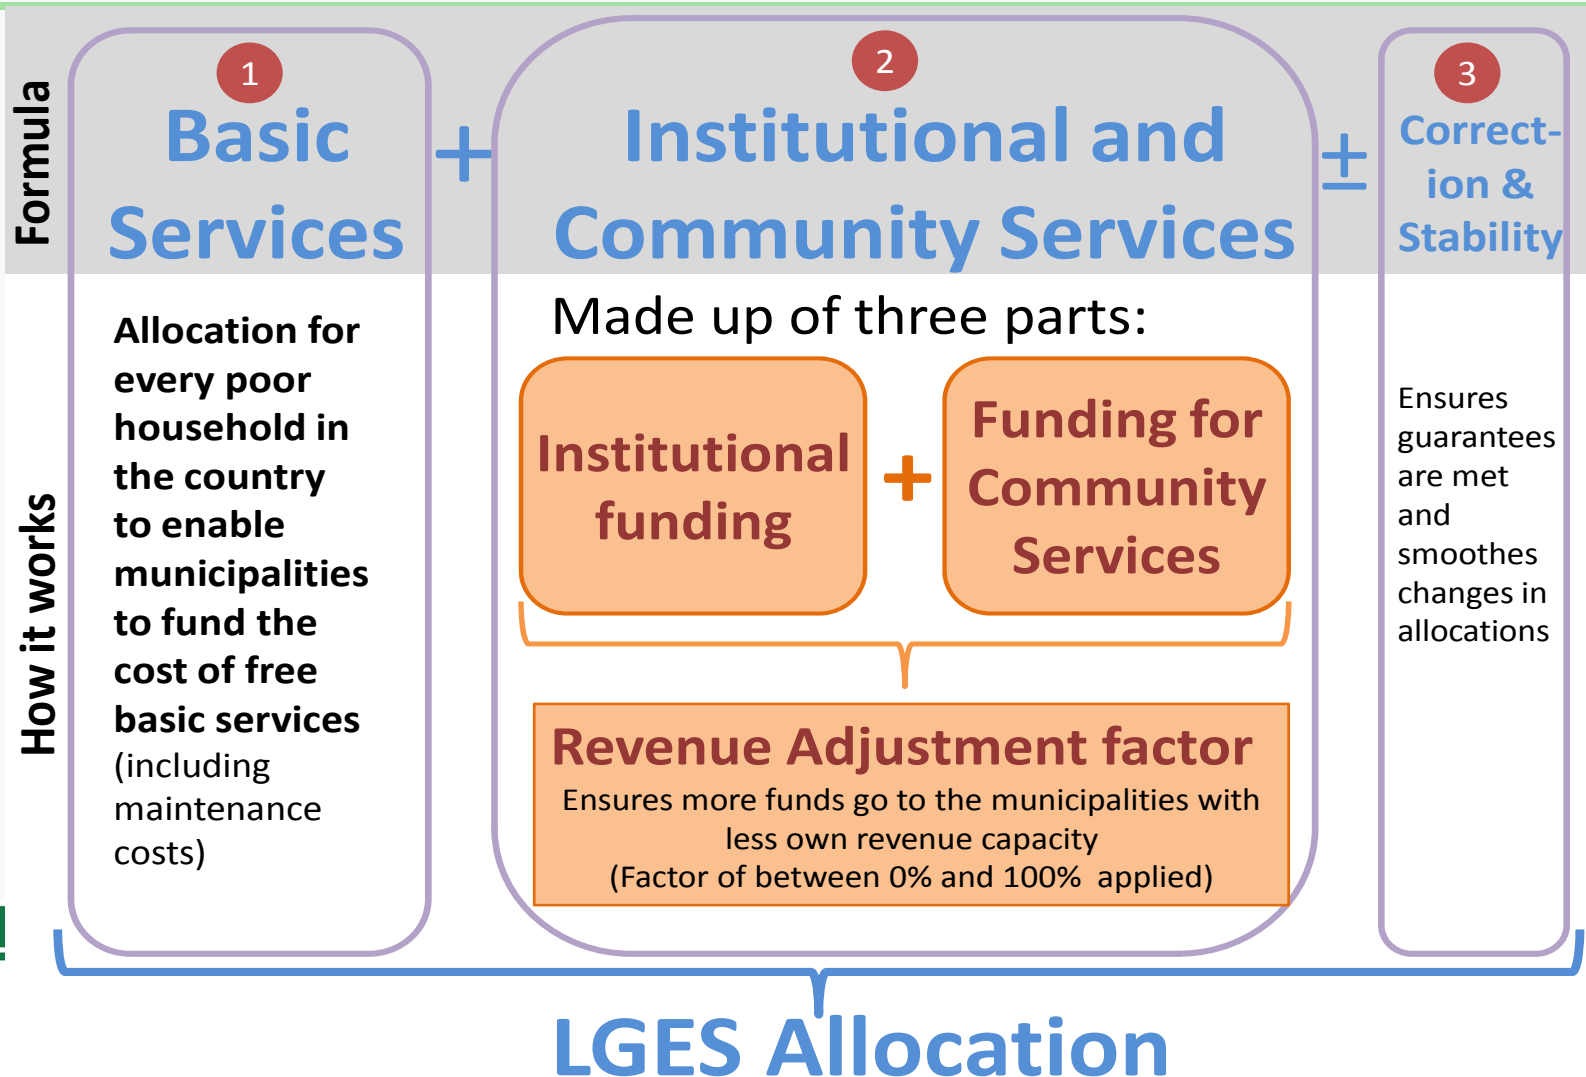 Formula
1
Basic
Services
+
2
Institutional and
Community Services
±
3
Correct-
ion &
Stability
How it works
Allocation for
every poor
household in
the country
to enable
municipalities
to fund the
cost of free
basic services
(including
maintenance
costs)
Made up of three parts:
Institutional
funding
+
Funding for
Community
Services
Revenue Adjustment factor
Ensures more funds go to the municipalities with
less own revenue capacity
(Factor of between 0% and 100% applied)
Ensures
guarantees
are met
and
smoothes
changes in
allocations
LGES Allocation